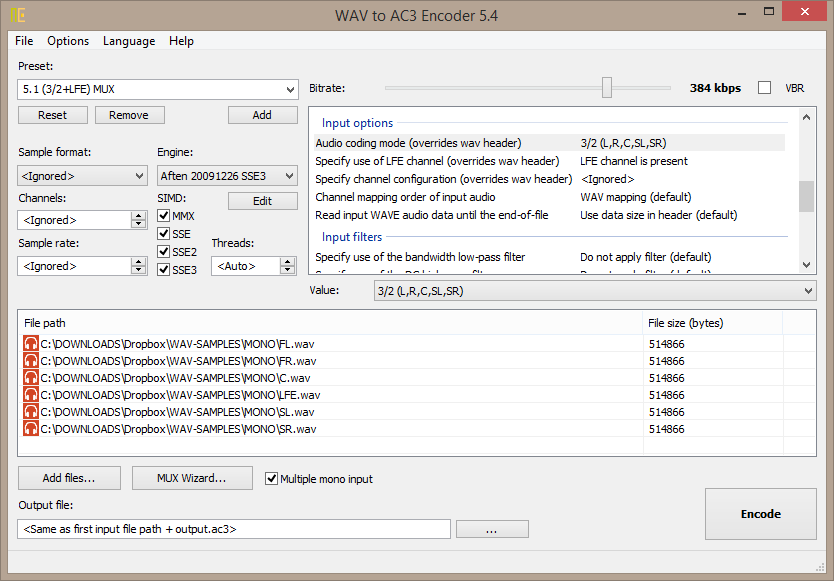 WAV to AC3 Encoder 5.4
File Options Language Help
Preset:
5.1 (3/2+LFE) MUX
Reset Remove Add
Bitrate: 384 kbps VBR
Sample format: Engine:
<Ignored> Aften 20091226 SSE3
Channels: SIMD: Edit
<Ignored> MMX
SSE
Sample rate: SSE2 Threads:
<Ignored> SSE3 <Auto>
Input options
Audio coding mode (overrides wav header) 3/2 (L,R,C,SL,SR)
Specify use of LFE channel (overrides wav header) LFE channel is present
Specify channel configuration (overrides wav header) <Ignored>
Channel mapping order of input audio WAV mapping (default)
Read input WAVE audio data until the end-of-file Use data size in header (default)
Input filters
Specify use of the bandwidth low-pass filter Do not apply filter (default)
Value: 3/2 (L,R,C,SL,SR)
File path File size (bytes)
C:\DOWNLOADS\Dropbox\WAV-SAMPLES\MONO\FL.wav 514866
C:\DOWNLOADS\Dropbox\WAV-SAMPLES\MONO\FR.wav 514866
C:\DOWNLOADS\Dropbox\WAV-SAMPLES\MONO\C.wav 514866
C:\DOWNLOADS\Dropbox\WAV-SAMPLES\MONO\LFE.wav 514866
C:\DOWNLOADS\Dropbox\WAV-SAMPLES\MONO\SL.wav 514866
C:\DOWNLOADS\Dropbox\WAV-SAMPLES\MONO\SR.wav 514866
Add files... MUX Wizard... Multiple mono input
Output file:
<Same as first input file path + output.ac3> ...
Encode